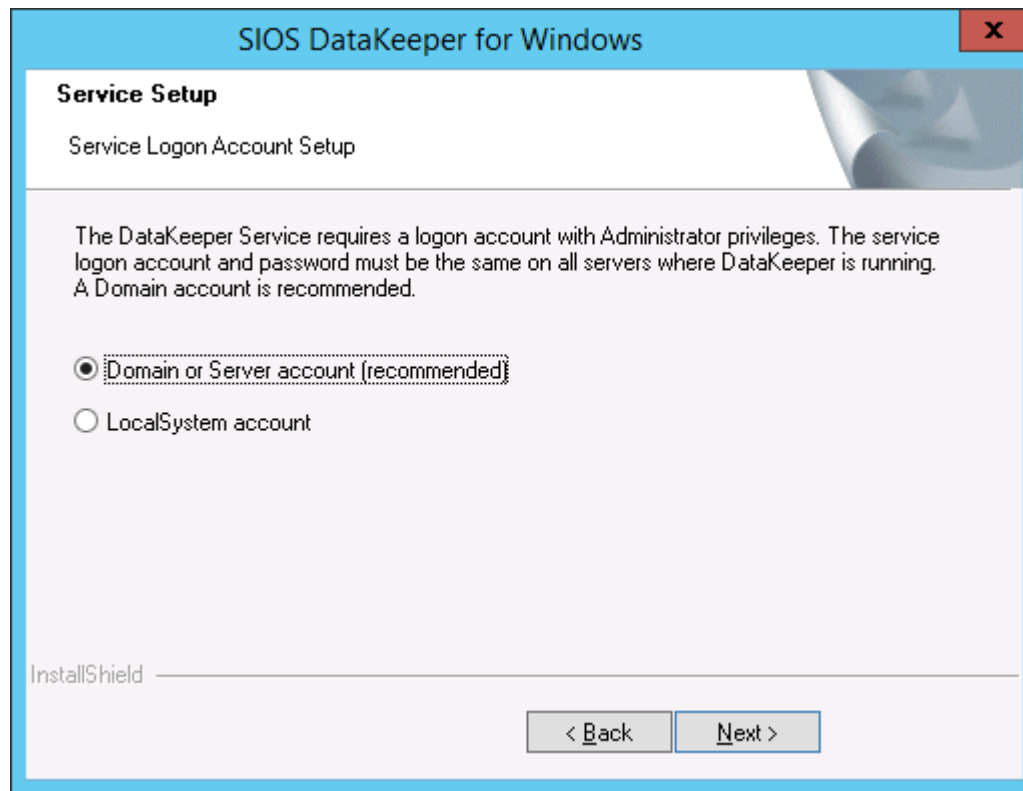 SIOS DataKeeper for Windows
x
Service Setup
Service Logon Account Setup
The DataKeeper Service requires a logon account with Administrator privileges. The service
logon account and password must be the same on all servers where DataKeeper is running.
A Domain account is recommended.
Domain or Server account (recommended)
LocalSystem account
InstallShield
< Back
Next >